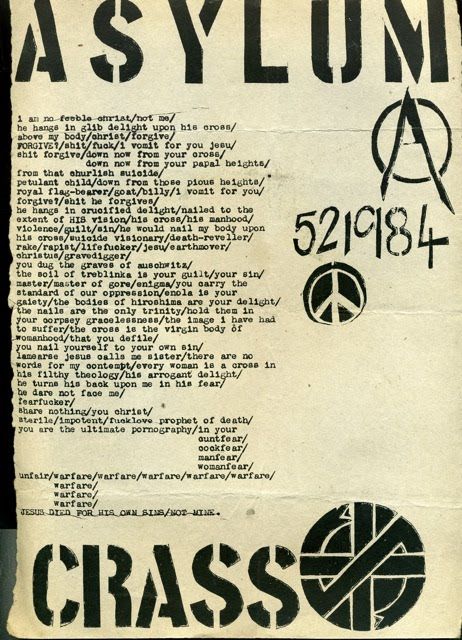 ASYLUM
i am no feeble christ/not me/
he hangs in glib delight upon his cross/
above my body/christ/forgive/
FORGIVE?/shit/fuck/i vomit for you jesu/
shit forgive/down now from your cross/
down now from your papal heights/
from that churlish suicide/
petulant child/down from those pious heights/
royal flag-bearer/goat/billy/i vomit for you/
forgive?/shit he forgives/
he hangs in crucified delight/nailed to the
extent of HIS vision/his cross/his manhood/
violence/guilt/sin/he would nail my body upon
his cross/suicide visionary/death-reveller/
rake/rapist/lifefucker/jesu/earthmover/
christus/gravedigger/
you dug the graves of auschwitz/
the soil of treblinka is your guilt/your sin/
master/master of gore/enigma/you carry the
standard of our oppression/enola is your
gaiety/the bodies of hiroshima are your delight/
the nails are the only trinity/hold them in
your corpsey gracelessness/the image i have had
to suffer/the cross is the virgin body of
womanhood/that you defile/
you nail yourself to your own sin/
lamearse jesus calls me sister/there are no
words for my contempt/every woman is a cross in
his filthy theology/his arrogant delight/
he turns his back upon me in his fear/
he dare not face me/
fearfucker/
share nothing/you christ/
sterile/impotent/fucklove prophet of death/
you are the ultimate pornography/in your
cuntfear/
cockfear/
manfear/
womanfear/
unfair/warfare/warfare/warfare/warfare/warfare/
warfare/
warfare/
warfare/
JESUS DIED FOR HIS OWN SINS/NOT MINE.
A
521984
CRASS